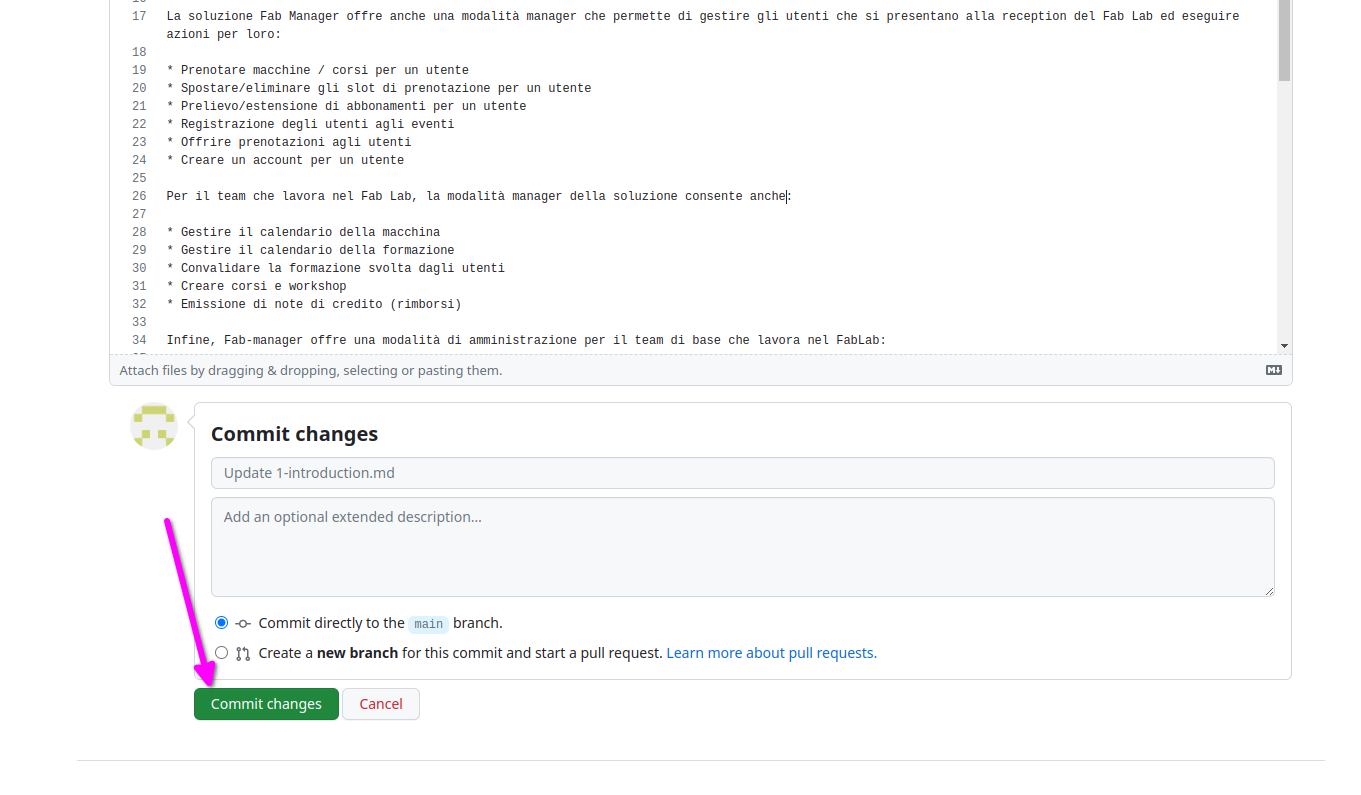 17 La soluzione Fab Manager offre anche una modalità manager che permette di gestire gli utenti che si presentano alla reception del Fab Lab ed eseguire
azioni per loro:
18
19 * Prenotare macchine / corsi per un utente
20 * Spostare/eliminare gli slot di prenotazione per un utente
21 * Prelievo/estensione di abbonamenti per un utente
22 * Registrazione degli utenti agli eventi
23 * Offrire prenotazioni agli utenti
24 * Creare un account per un utente
25
26 Per il team che lavora nel Fab Lab, la modalità manager della soluzione consente anche:
27
28 * Gestire il calendario della macchina
29 * Gestire il calendario della formazione
30 * Convalidare la formazione svolta dagli utenti
31 * Creare corsi e workshop
32 * Emissione di note di credito (rimborsi)
33
34 Infine, Fab-manager offre una modalità di amministrazione per il team di base che lavora nel FabLab:
Attach files by dragging & dropping, selecting or pasting them.
Commit changes
Update 1-introduction.md
Add an optional extended description...
Commit directly to the main branch.
Create a new branch for this commit and start a pull request. Learn more about pull requests.
Commit changes Cancel